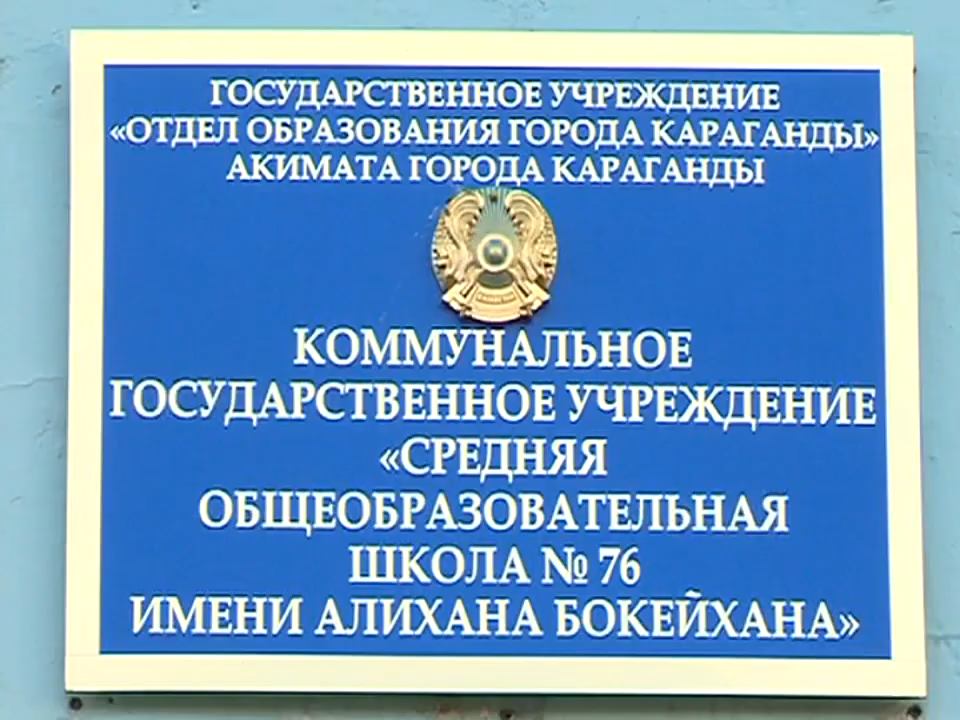 ГОСУДАРСТВЕННОЕ УЧРЕЖДЕНИЕ
«ОТДЕЛ ОБРАЗОВАНИЯ ГОРОДА КАРАГАНДЫ»
АКИМАТА ГОРОДА КАРАГАНДЫ
КОММУНАЛЬНОЕ
ГОСУДАРСТВЕННОЕ УЧРЕЖДЕНИЕ
«СРЕДНЯЯ
ОБЩЕОБРАЗОВАТЕЛЬНАЯ
ШКОЛА № 76
ИМЕНИ АЛИХАНА БОКЕЙХАНА»